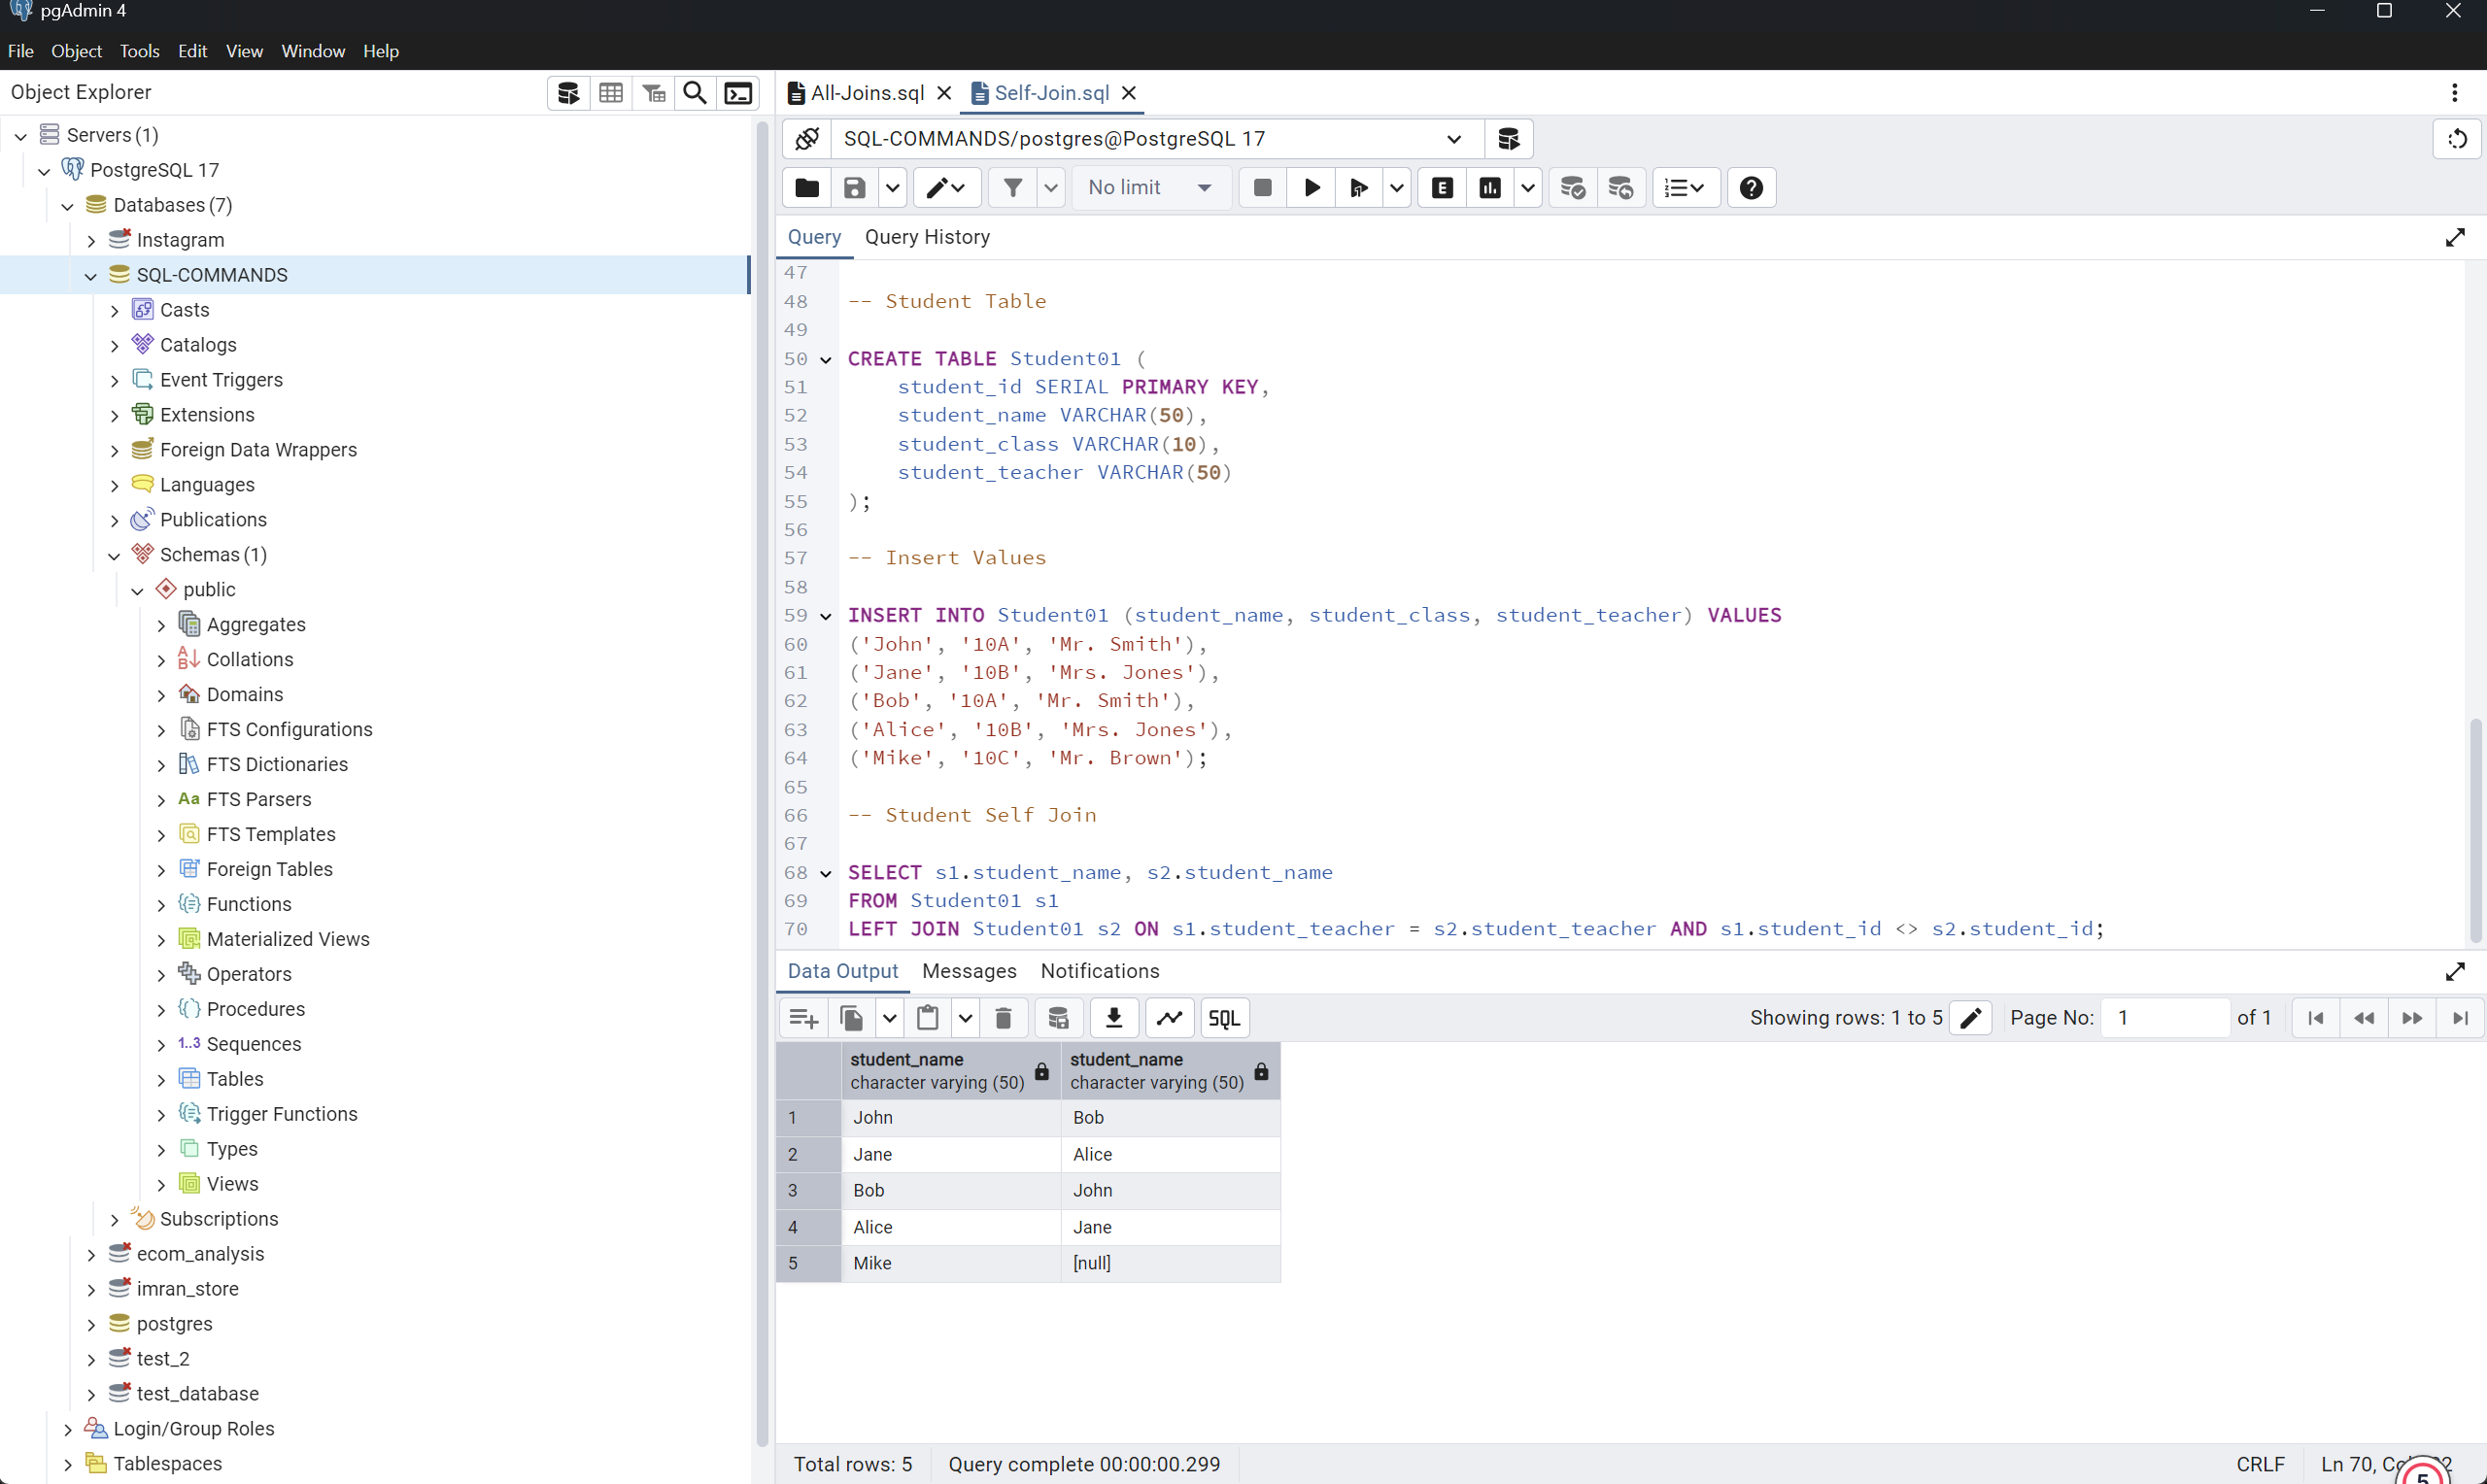 pgAdmin 4
File Object Tools Edit View Window Help
Object Explorer
Servers (1)
PostgreSQL 17
Databases (7)
Instagram
SQL-COMMANDS
Casts
Catalogs
Event Triggers
Extensions
Foreign Data Wrappers
Languages
Publications
Schemas (1)
public
Aggregates
Collations
Domains
FTS Configurations
FTS Dictionaries
Aa FTS Parsers
FTS Templates
Foreign Tables
Functions
Materialized Views
Operators
Procedures
1..3 Sequences
Tables
Trigger Functions
Types
Views
Subscriptions
ecom_analysis
imran_store
postgres
test_2
test_database
Login/Group Roles
Tablespaces
All-Joins.sql Self-Join.sql
SQL-COMMANDS/postgres@PostgreSQL 17
No limit E
Query Query History
47
48 -- Student Table
49
50 CREATE TABLE Student01 (
51 student_id SERIAL PRIMARY KEY,
52 student_name VARCHAR(50),
53 student_class VARCHAR(10),
54 student_teacher VARCHAR(50)
55 );
56
57 -- Insert Values
58
59 INSERT INTO Student01 (student_name, student_class, student_teacher) VALUES
60 ('John', '10A', 'Mr. Smith'),
61 ('Jane', '10B', 'Mrs. Jones'),
62 ('Bob', '10A', 'Mr. Smith'),
63 ('Alice', '10B', 'Mrs. Jones'),
64 ('Mike', '10C', 'Mr. Brown');
65
66 -- Student Self Join
67
68 SELECT s1.student_name, s2.student_name
69 FROM Student01 s1
70 LEFT JOIN Student01 s2 ON s1.student_teacher = s2.student_teacher AND s1.student_id <> s2.student_id;
Data Output Messages Notifications
SQL Showing rows: 1 to 5 Page No: 1 of 1
student_name student_name
character varying (50) character varying (50)
1 John Bob
2 Jane Alice
3 Bob John
4 Alice Jane
5 Mike [null]
Total rows: 5 Query complete 00:00:00.299 CRLF Ln 70,